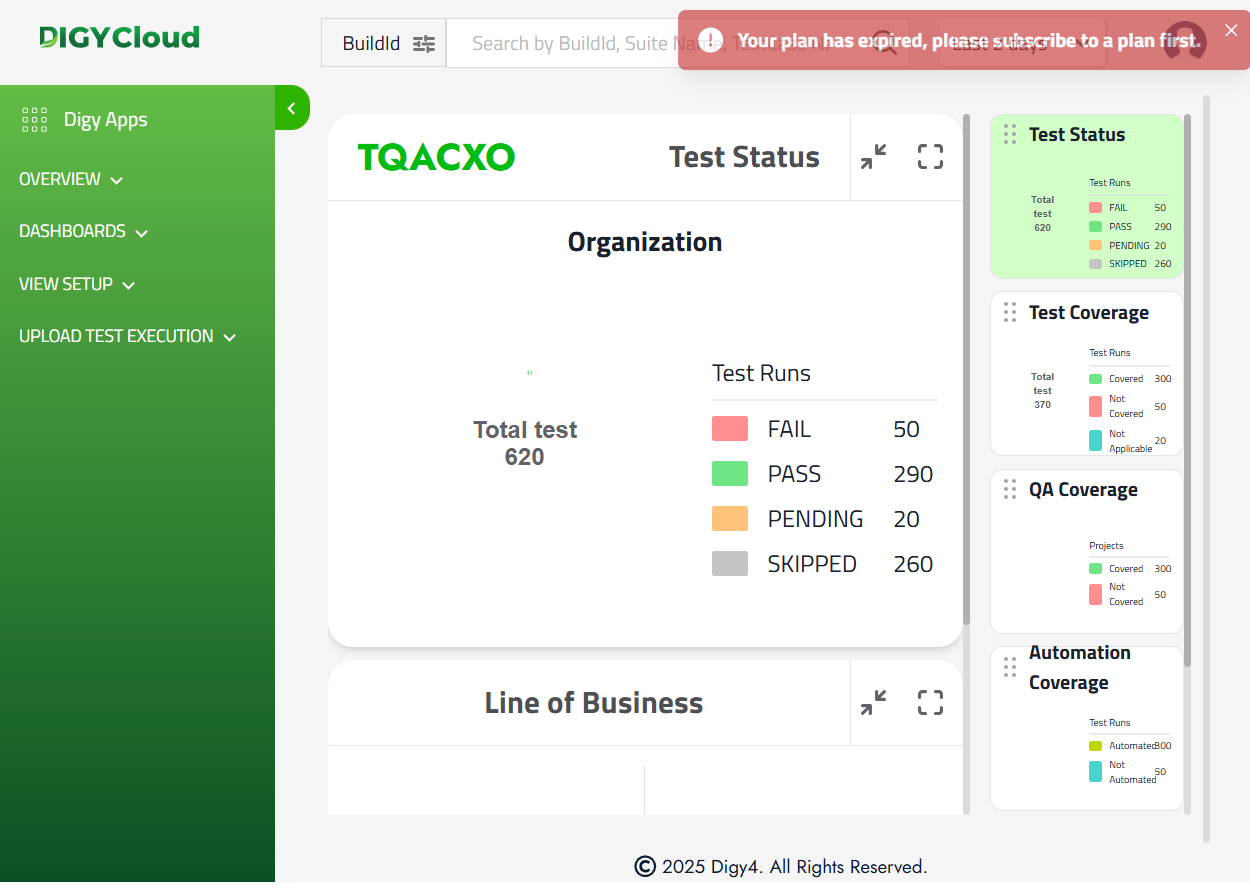 DIGYCloud
BuildId
Search by BuildId, Suite Name, Testcase N
Last 2 days
Your plan has expired, please subscribe to a plan first.
Digy Apps
OVERVIEW
DASHBOARDS
VIEW SETUP
UPLOAD TEST EXECUTION
TQACXO
Test Status
Organization
Total test
620
Test Runs
FAIL 50
PASS 290
PENDING 20
SKIPPED 260
Line of Business
Test Status
Total
test
620
Test Runs
FAIL 50
PASS 290
PENDING 20
SKIPPED 260
Test Coverage
Total
test
370
Test Runs
Covered 300
Not
Covered 50
Not
Applicable 20
QA Coverage
Projects
Covered 300
Not
Covered 50
Automation
Coverage
Test Runs
Automated 300
Not
Automated 50
© 2025 Digy4. All Rights Reserved.